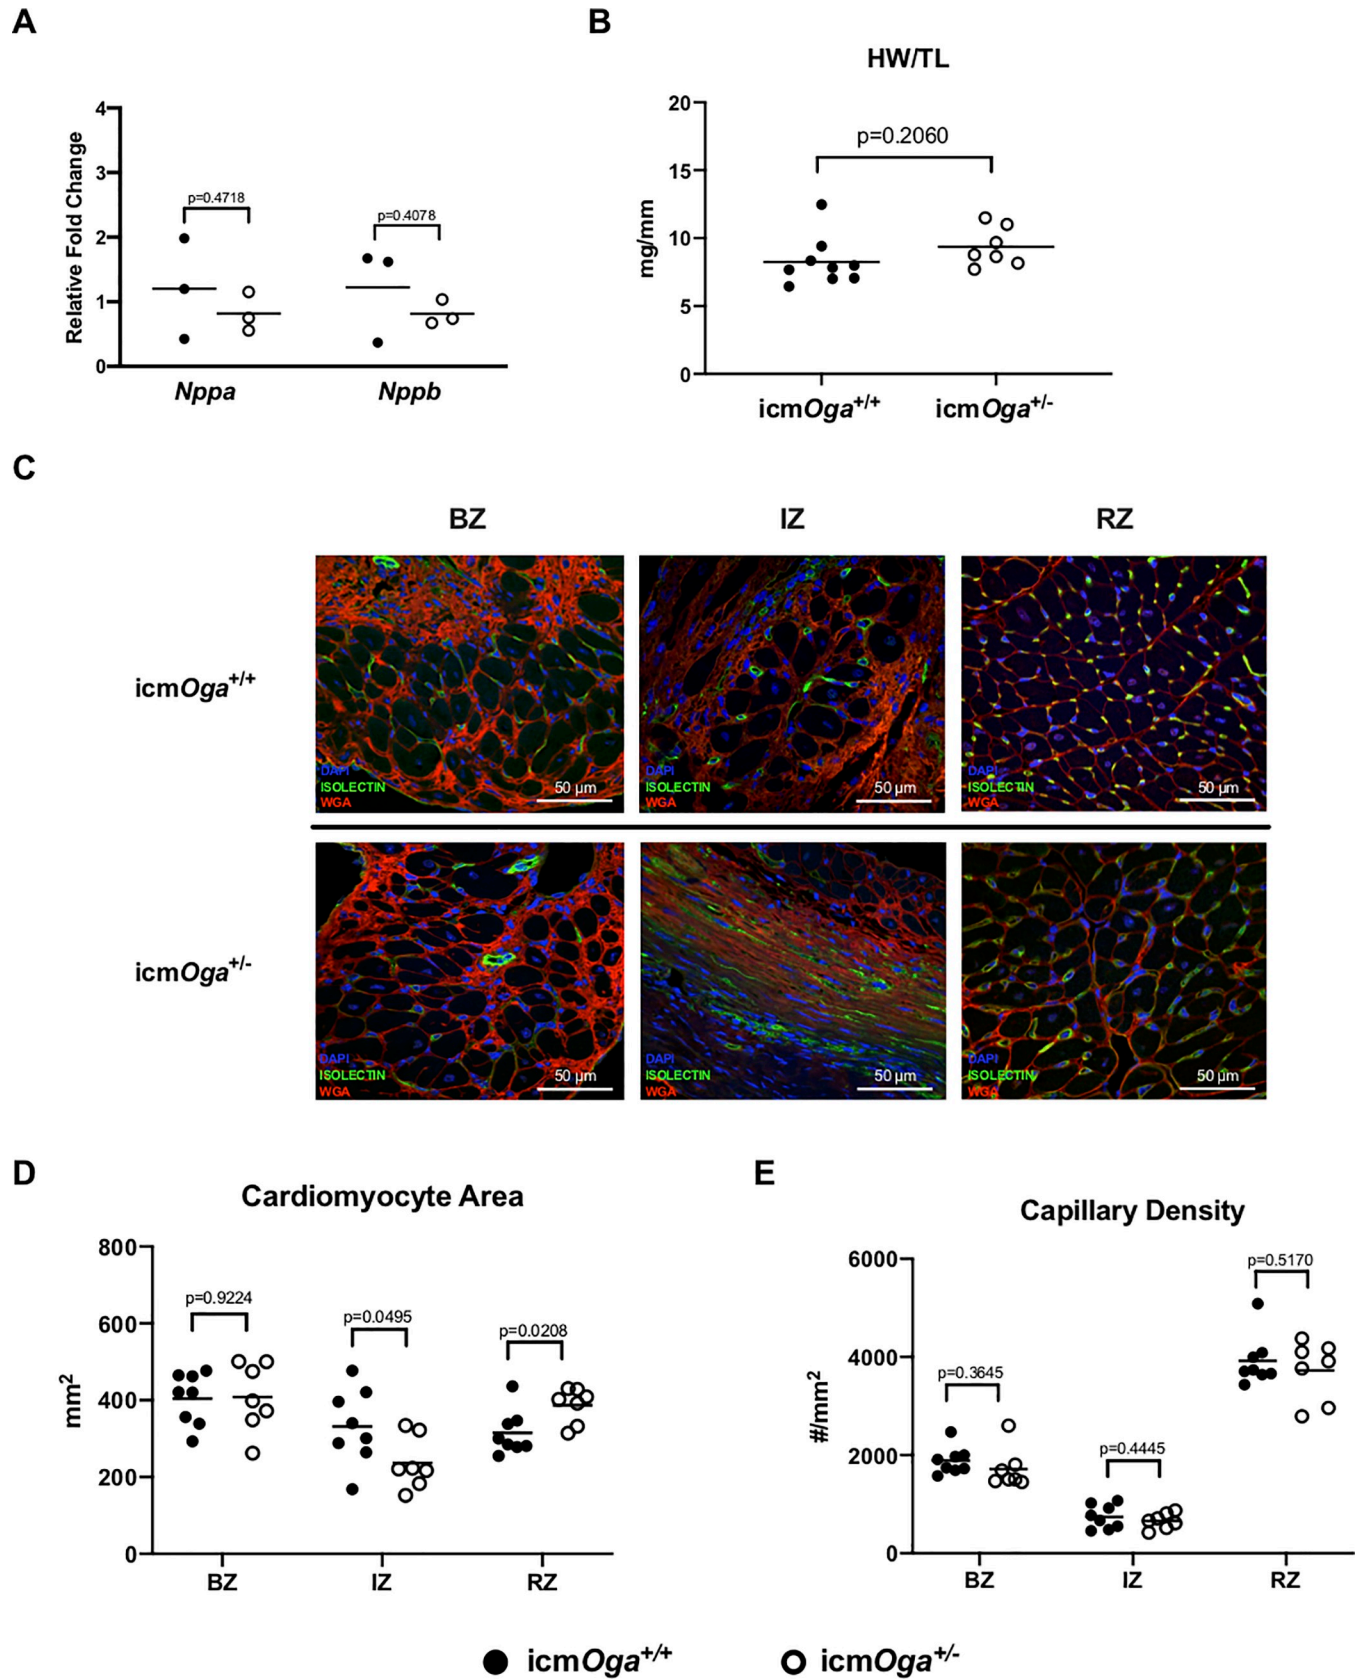 A
4
3
2
1
0
Relative Fold Change
p=0.4718
p=0.4078
Nppa
Nppb
B
HW/TL
20
15
10
5
0
mg/mm
p=0.2060
icmOga+/+
icmOga+/-
C
BZ
IZ
RZ
icmOga+/+
DAPI
ISOLECTIN
WGA
50 µm
DAPI
ISOLECTIN
WGA
50 µm
DAPI
ISOLECTIN
WGA
50 µm
icmOga+/-
DAPI
ISOLECTIN
WGA
50 µm
DAPI
ISOLECTIN
WGA
50 µm
DAPI
ISOLECTIN
WGA
50 µm
D
Cardiomyocyte Area
800
600
400
200
0
mm²
p=0.9224
p=0.0495
p=0.0208
BZ
IZ
RZ
E
Capillary Density
6000
4000
2000
0
#/mm²
p=0.3645
p=0.4445
p=0.5170
BZ
IZ
RZ
icmOga+/+
icmOga+/-